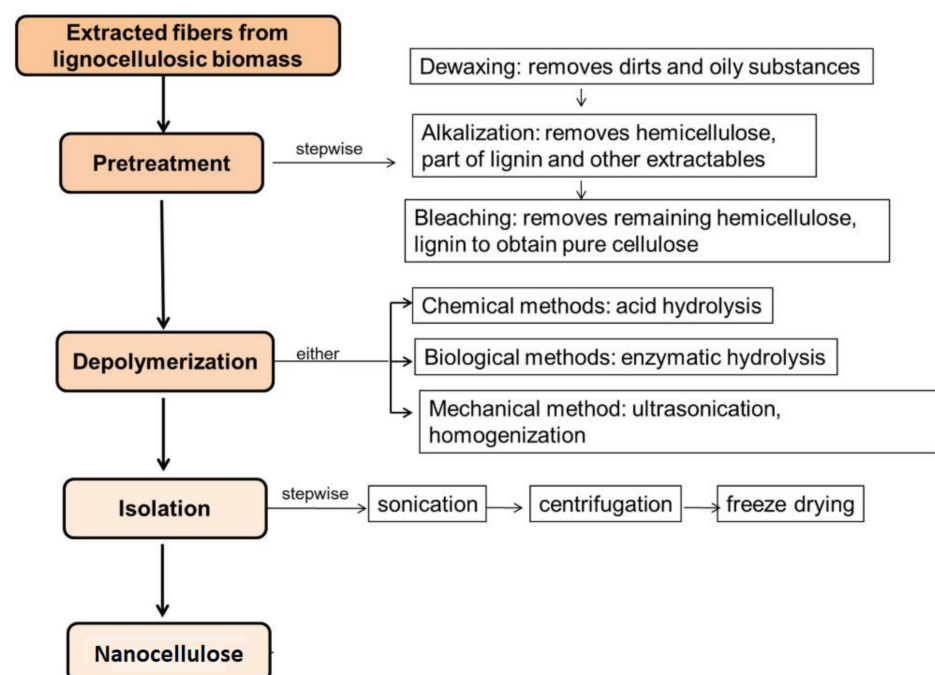 Extracted fibers from
lignocellulosic biomass
Dewaxing: removes dirts and oily substances
Pretreatment
stepwise
Alkalization: removes hemicellulose,
part of lignin and other extractables
Bleaching: removes remaining hemicellulose,
lignin to obtain pure cellulose
Depolymerization
either
Chemical methods: acid hydrolysis
Biological methods: enzymatic hydrolysis
Mechanical method: ultrasonication,
homogenization
Isolation
stepwise
sonication
centrifugation
freeze drying
Nanocellulose